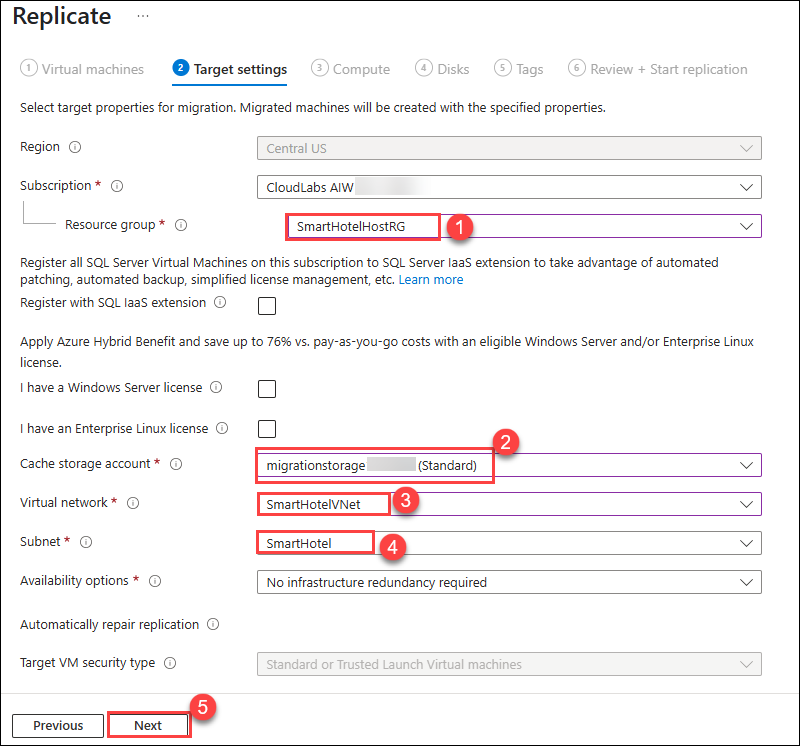 Replicate ...
1 Virtual machines 2 Target settings 3 Compute 4 Disks 5 Tags 6 Review + Start replication
Select target properties for migration. Migrated machines will be created with the specified properties.
Region Central US
Subscription * CloudLabs AIW
Resource group * SmartHotelHostRG 1
Register all SQL Server Virtual Machines on this subscription to SQL Server IaaS extension to take advantage of automated
patching, automated backup, simplified license management, etc. Learn more
Register with SQL IaaS extension
Apply Azure Hybrid Benefit and save up to 76% vs. pay-as-you-go costs with an eligible Windows Server and/or Enterprise Linux
license.
I have a Windows Server license
I have an Enterprise Linux license
2
Cache storage account * migrationstorage (Standard)
Virtual network * SmartHotelVNet 3
Subnet * SmartHotel 4
Availability options * No infrastructure redundancy required
Automatically repair replication
Target VM security type Standard or Trusted Launch Virtual machines
5
Previous Next